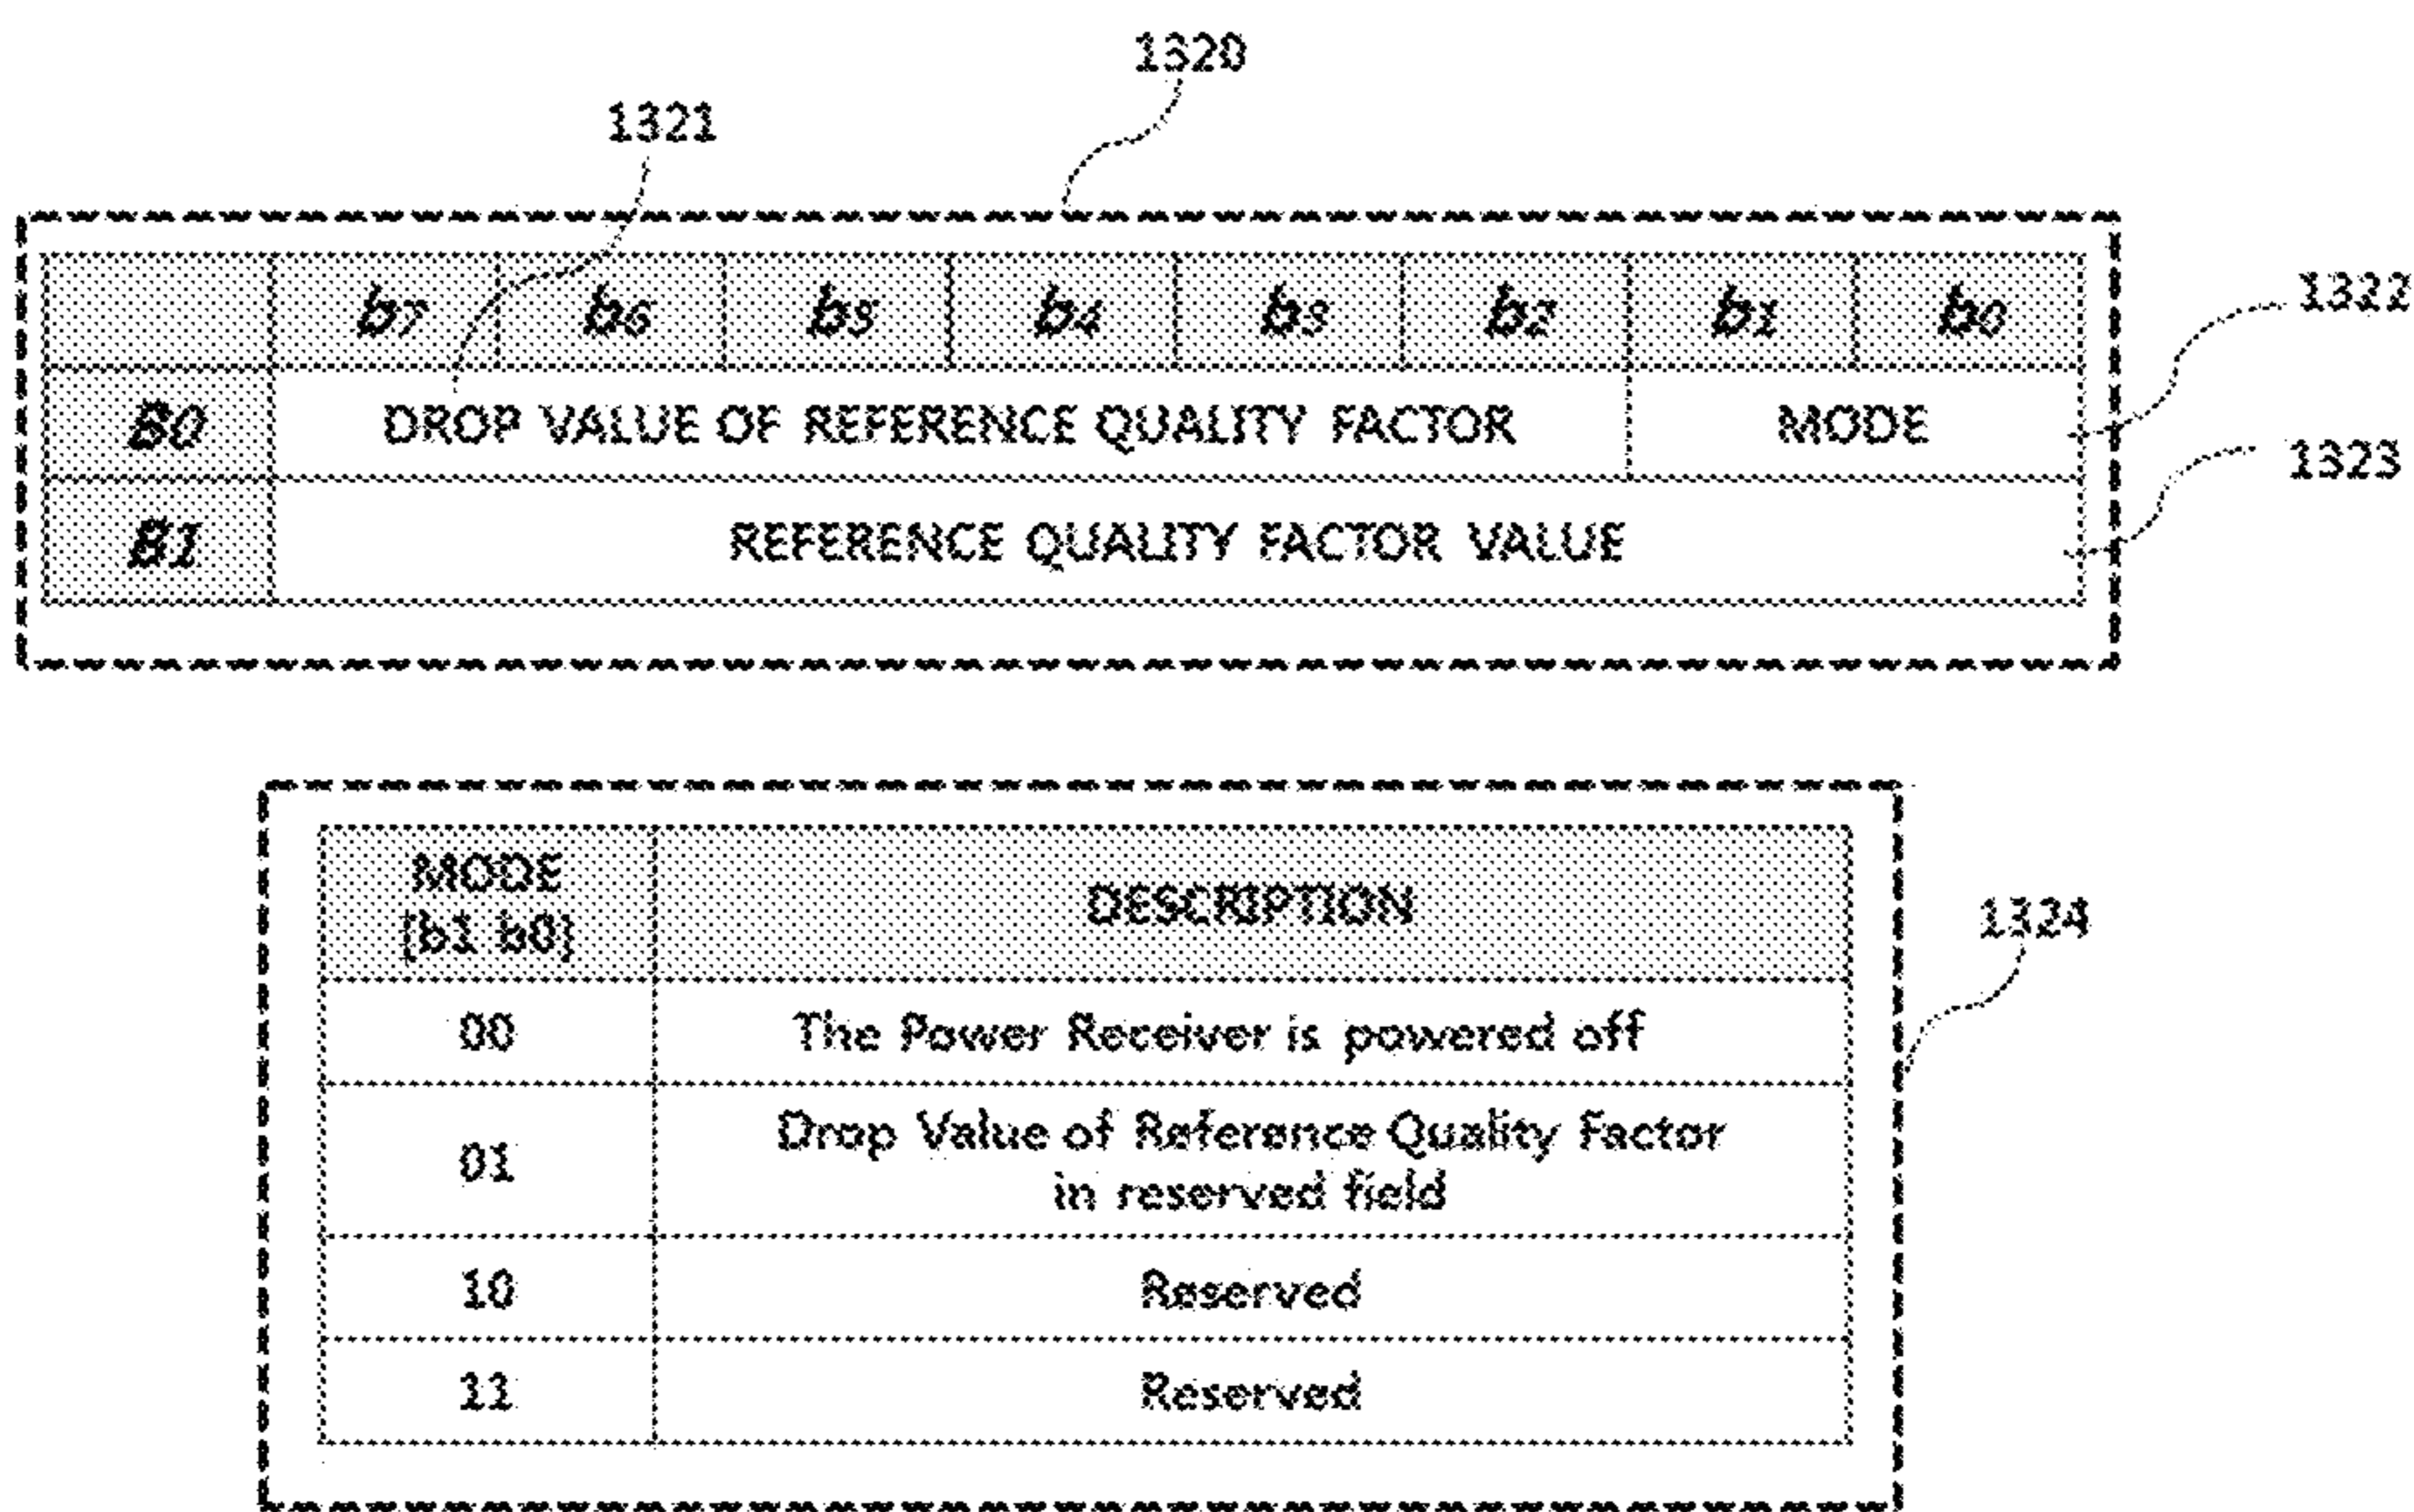 1320
1321
b7 b6 b5 b4 b3 b2 b1 b0
1322
B0 DROP VALUE OF REFERENCE QUALITY FACTOR MODE
1323
B1 REFERENCE QUALITY FACTOR VALUE
MODE
[b1 b0]
DESCRIPTION
1324
00 The Power Receiver is powered off
01 Drop Value of Reference Quality Factor
in reserved field
10 Reserved
11 Reserved